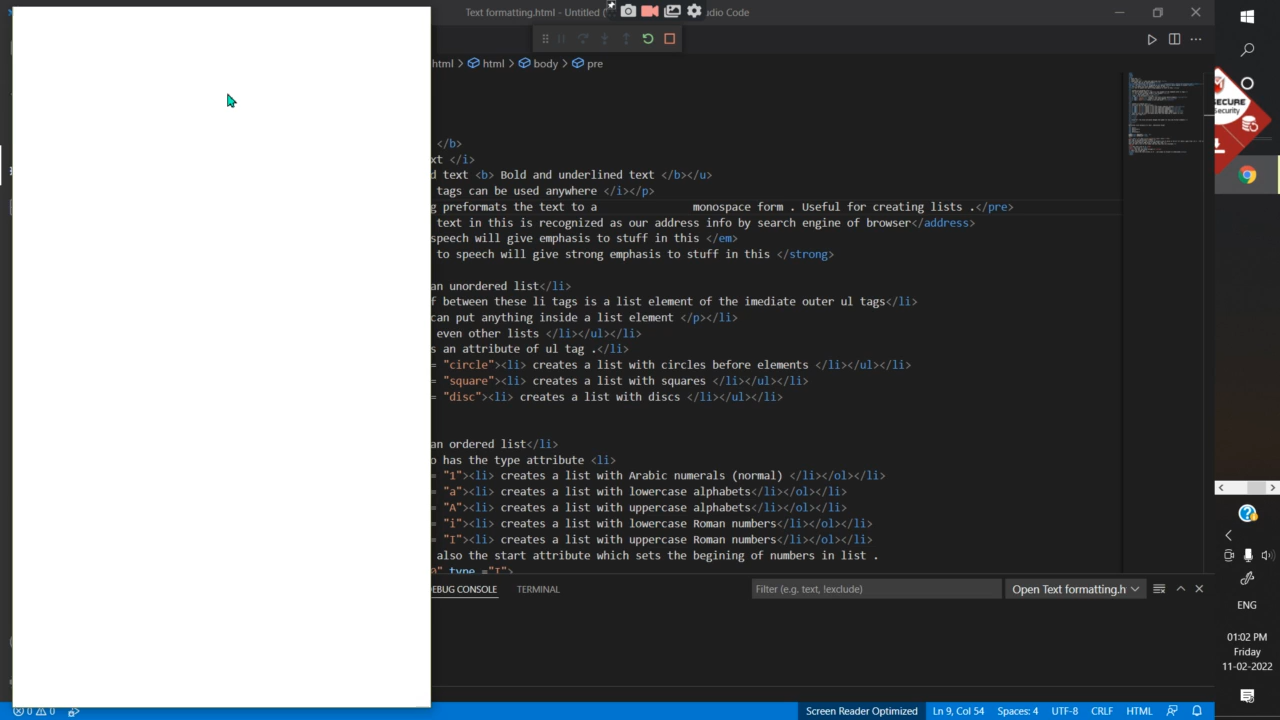 Text formatting.html - Untitled (
udio Code
html > html > body > pre
</b>
xt </i>
d text <b> Bold and underlined text </b></u>
tags can be used anywhere </i></p>
g preformats the text to a monospace form . Useful for creating lists .</pre>
text in this is recognized as our address info by search engine of browser</address>
speech will give emphasis to stuff in this </em>
to speech will give strong emphasis to stuff in this </strong>
an unordered list</li>
f between these li tags is a list element of the imediate outer ul tags</li>
can put anything inside a list element </p></li>
even other lists </li></ul></li>
s an attribute of ul tag .</li>
= "circle"><li> creates a list with circles before elements </li></ul></li>
= "square"><li> creates a list with squares </li></ul></li>
= "disc"><li> creates a list with discs </li></ul></li>
an ordered list</li>
o has the type attribute <li>
= "1"><li> creates a list with Arabic numerals (normal) </li></ol></li>
= "a"><li> creates a list with lowercase alphabets</li></ol></li>
= "A"><li> creates a list with uppercase alphabets</li></ol></li>
= "i"><li> creates a list with lowercase Roman numbers</li></ol></li>
= "I"><li> creates a list with uppercase Roman numbers</li></ol></li>
also the start attribute which sets the begining of numbers in list .
0" type ="I">
EBUG CONSOLE
TERMINAL
Filter (e.g. text, !exclude)
Open Text formatting.h
0 0
Screen Reader Optimized
Ln 9, Col 54
Spaces: 4
UTF-8
CRLF
HTML
ECURE
Security
ENG
01:02 PM
Friday
11-02-2022